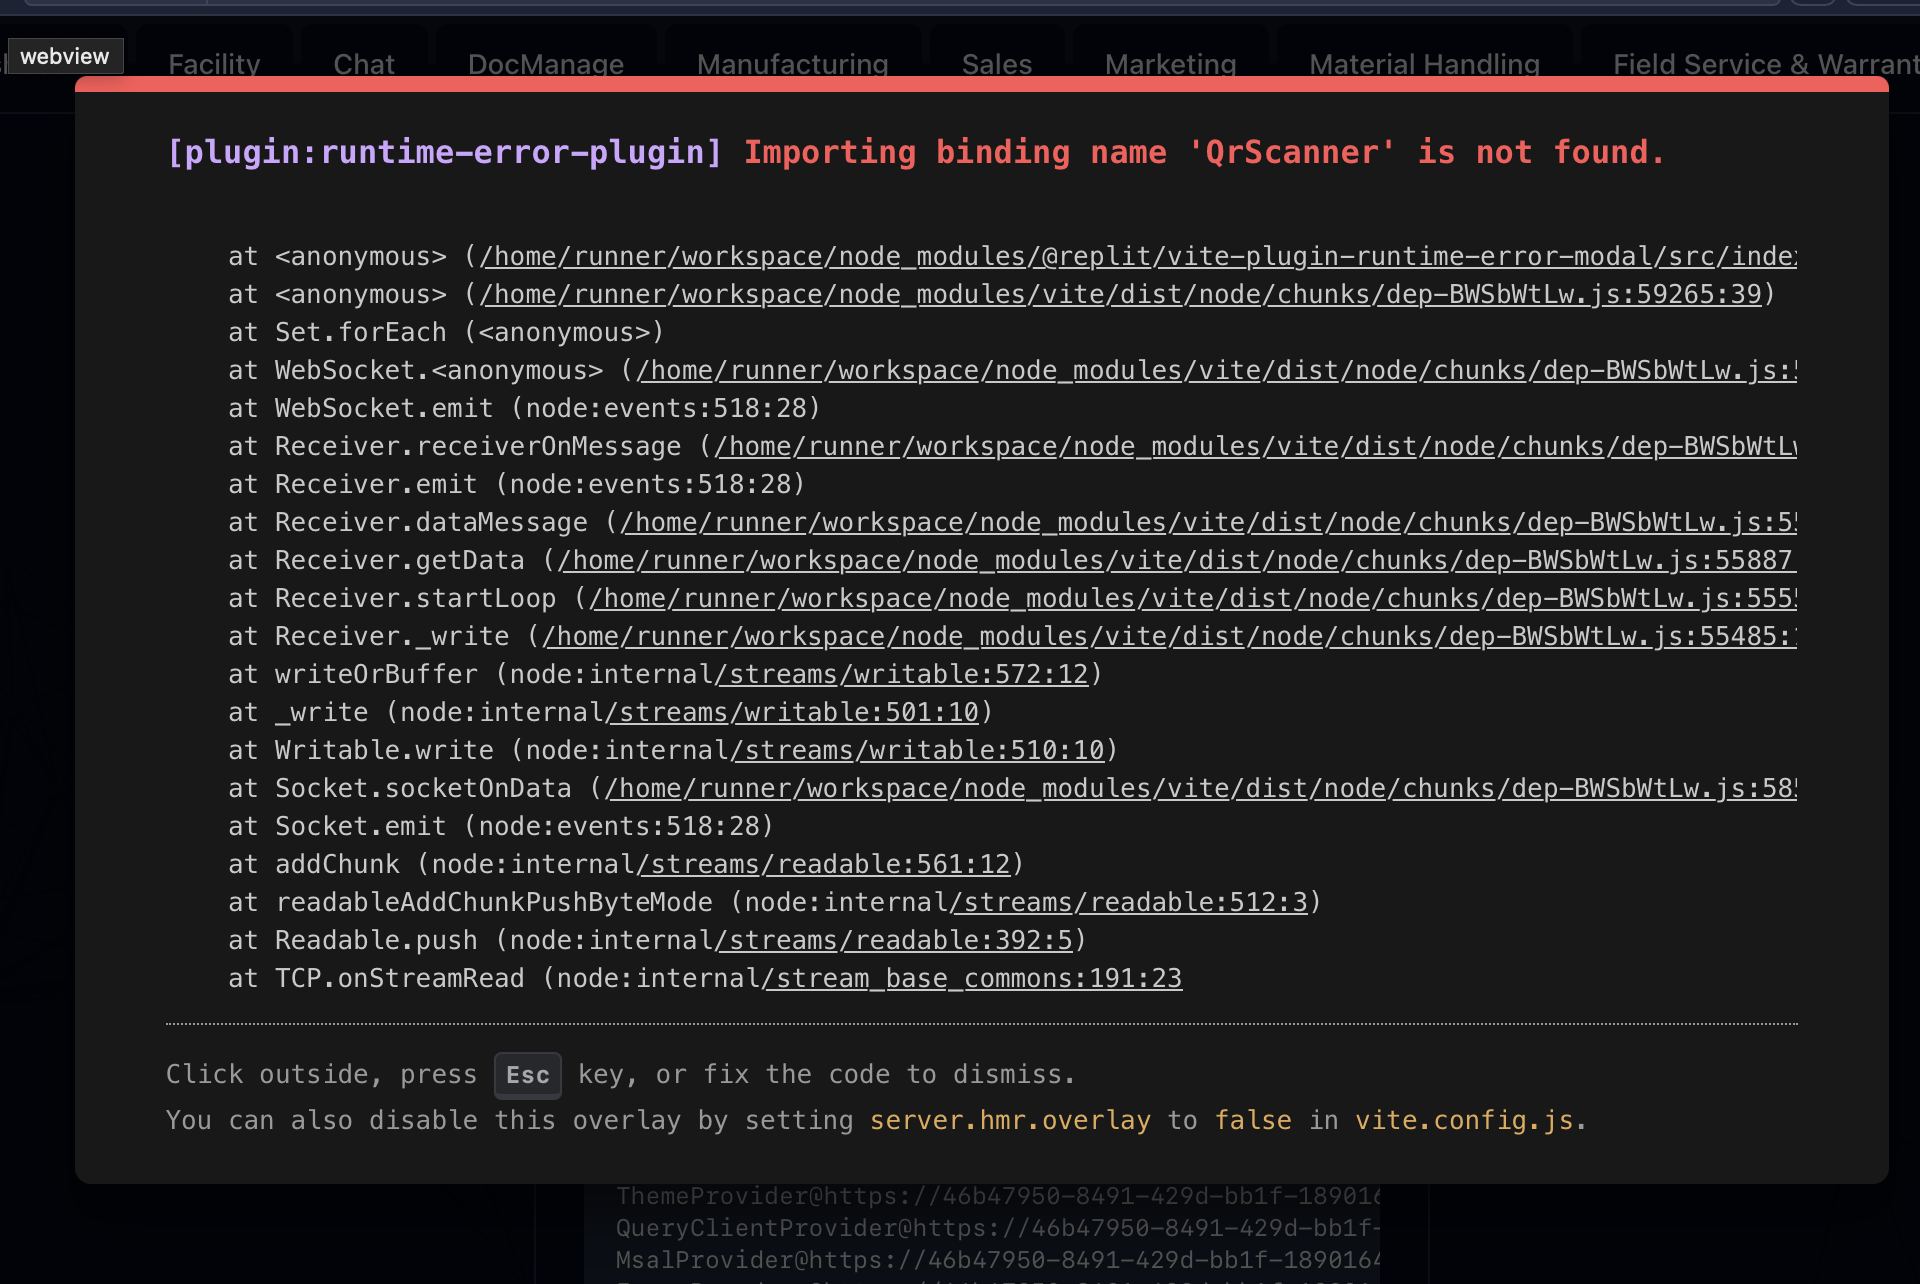 webview
Facility Chat DocManage Manufacturing Sales Marketing Material Handling Field Service & Warrant
[plugin:runtime-error-plugin] Importing binding name 'QrScanner' is not found.
at <anonymous> (/home/runner/workspace/node_modules/@replit/vite-plugin-runtime-error-modal/src/index
at <anonymous> (/home/runner/workspace/node_modules/vite/dist/node/chunks/dep-BWSbWtLw.js:59265:39)
at Set.forEach (<anonymous>)
at WebSocket.<anonymous> (/home/runner/workspace/node_modules/vite/dist/node/chunks/dep-BWSbWtLw.js:5
at WebSocket.emit (node:events:518:28)
at Receiver.receiverOnMessage (/home/runner/workspace/node_modules/vite/dist/node/chunks/dep-BWSbWtLw
at Receiver.emit (node:events:518:28)
at Receiver.dataMessage (/home/runner/workspace/node_modules/vite/dist/node/chunks/dep-BWSbWtLw.js:55
at Receiver.getData (/home/runner/workspace/node_modules/vite/dist/node/chunks/dep-BWSbWtLw.js:55887
at Receiver.startLoop (/home/runner/workspace/node_modules/vite/dist/node/chunks/dep-BWSbWtLw.js:5555
at Receiver._write (/home/runner/workspace/node_modules/vite/dist/node/chunks/dep-BWSbWtLw.js:55485:1
at writeOrBuffer (node:internal/streams/writable:572:12)
at _write (node:internal/streams/writable:501:10)
at Writable.write (node:internal/streams/writable:510:10)
at Socket.socketOnData (/home/runner/workspace/node_modules/vite/dist/node/chunks/dep-BWSbWtLw.js:585
at Socket.emit (node:events:518:28)
at addChunk (node:internal/streams/readable:561:12)
at readableAddChunkPushByteMode (node:internal/streams/readable:512:3)
at Readable.push (node:internal/streams/readable:392:5)
at TCP.onStreamRead (node:internal/stream_base_commons:191:23
Click outside, press Esc key, or fix the code to dismiss.
You can also disable this overlay by setting server.hmr.overlay to false in vite.config.js.
ThemeProvider@https://46b47950-8491-429d-bb1f-1890164
QueryClientProvider@https://46b47950-8491-429d-bb1f-
MsalProvider@https://46b47950-8491-429d-bb1f-1890164